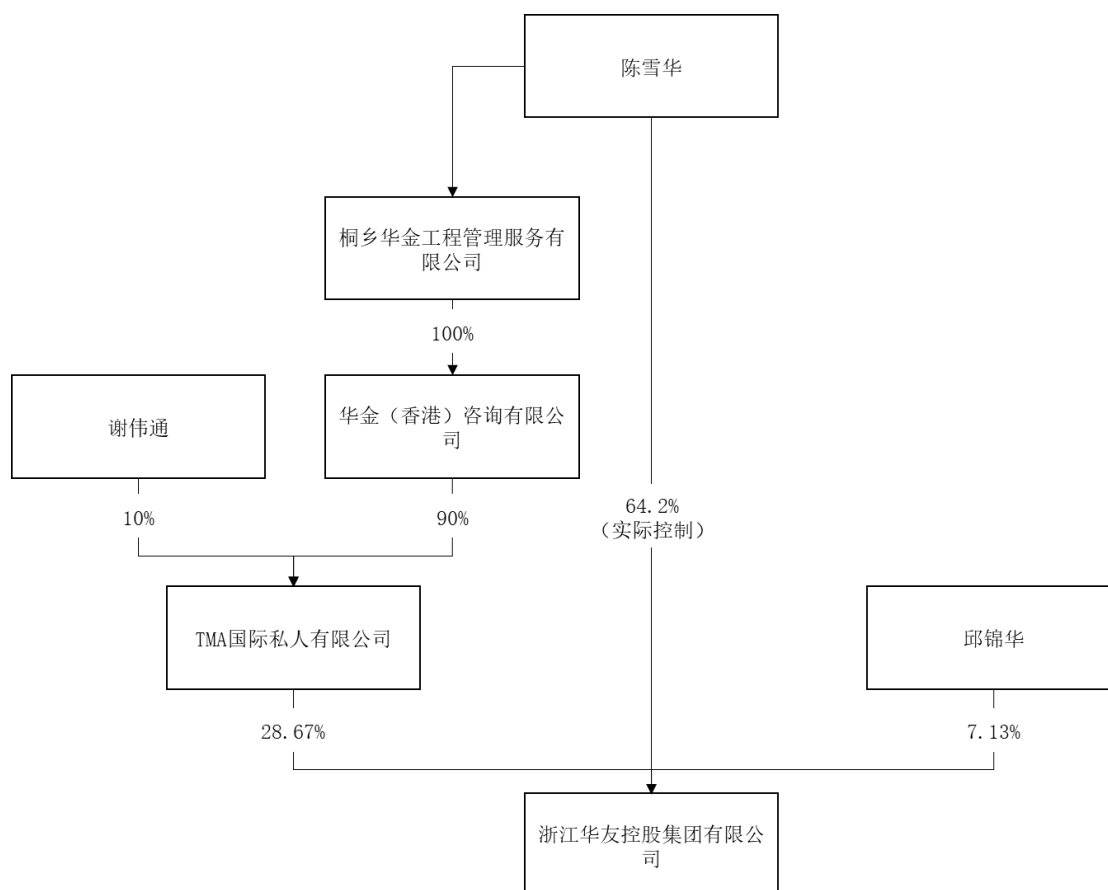 陈雪华
桐乡华金工程管理服务有
限公司
100%
谢伟通
华金（香港）咨询有限公
司
10%
90%
64.2%
（实际控制）
TMA国际私人有限公司
邱锦华
28.67%
7.13%
浙江华友控股集团有限公
司